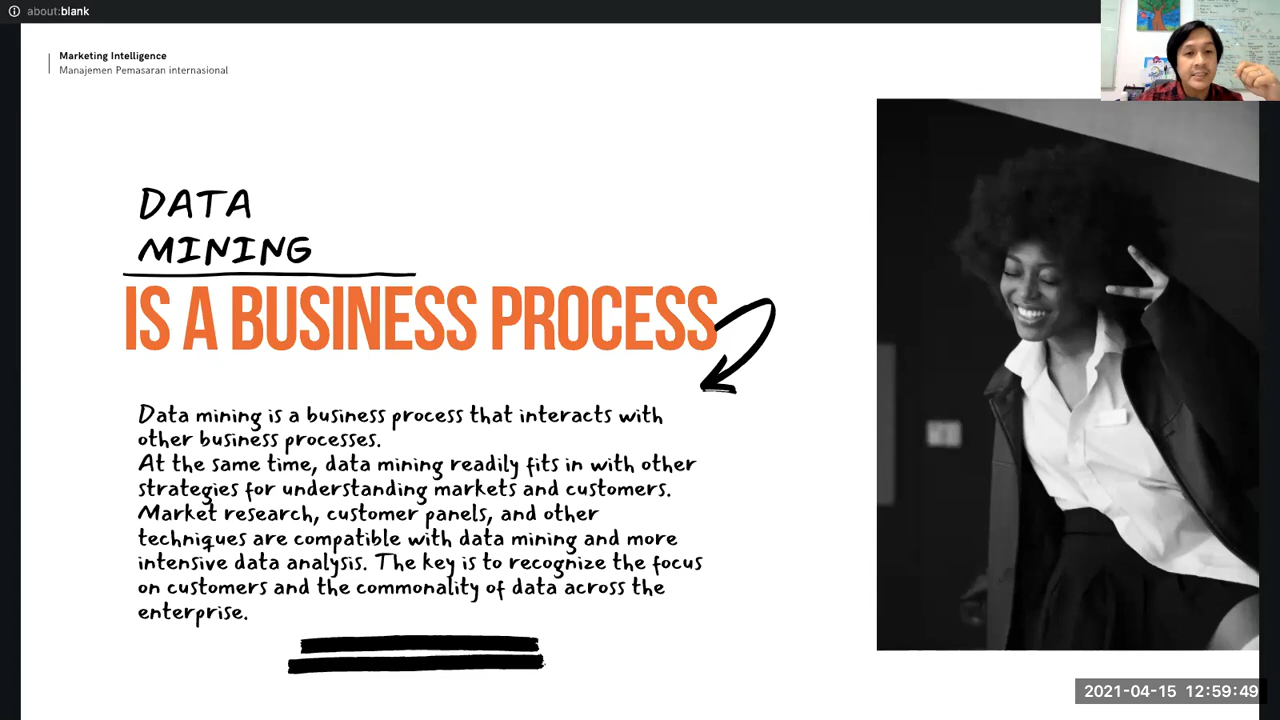 about:blank
Marketing Intelligence
Manajemen Pemasaran internasional
DATA
MINING
IS A BUSINESS PROCESS
Data mining is a business process that interacts with
other business processes.
At the same time, data mining readily fits in with other
strategies for understanding markets and customers.
Market research, customer panels, and other
techniques are compatible with data mining and more
intensive data analysis. The key is to recognize the focus
on customers and the commonality of data across the
enterprise.
2021-04-15 12:59:49